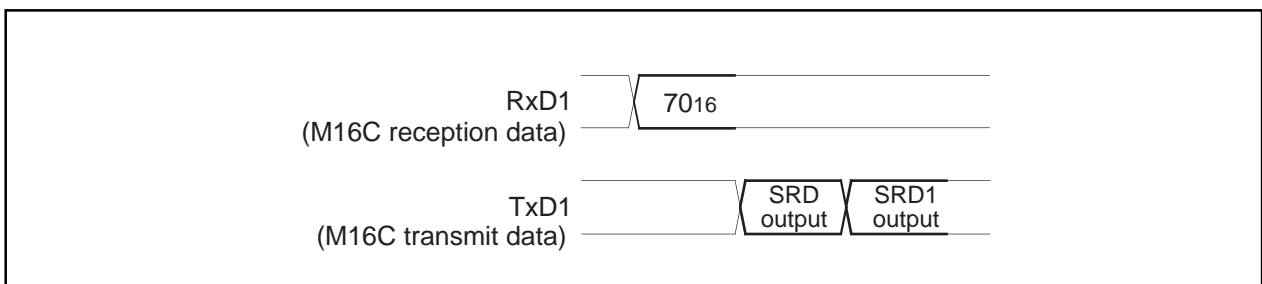 RxD1
(M16C reception data)
7016
TxD1
(M16C transmit data)
SRD
output
SRD1
output